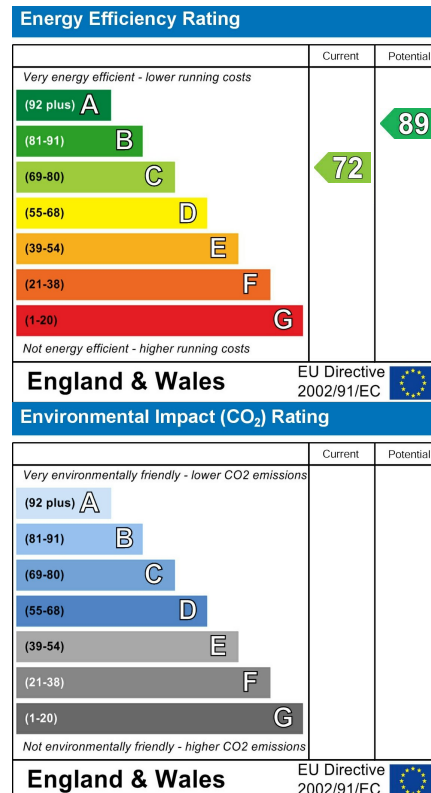 Energy Efficiency Rating
Current Potential
Very energy efficient - lower running costs
(92 plus) A
(81-91) B
(69-80) C
(55-68) D
(39-54) E
(21-38) F
(1-20) G
72
89
Not energy efficient - higher running costs
England & Wales
EU Directive
2002/91/EC
Environmental Impact (CO₂) Rating
Current Potential
Very environmentally friendly - lower CO2 emissions
(92 plus) A
(81-91) B
(69-80) C
(55-68) D
(39-54) E
(21-38) F
(1-20) G
Not environmentally friendly - higher CO2 emissions
England & Wales
EU Directive
2002/91/EC